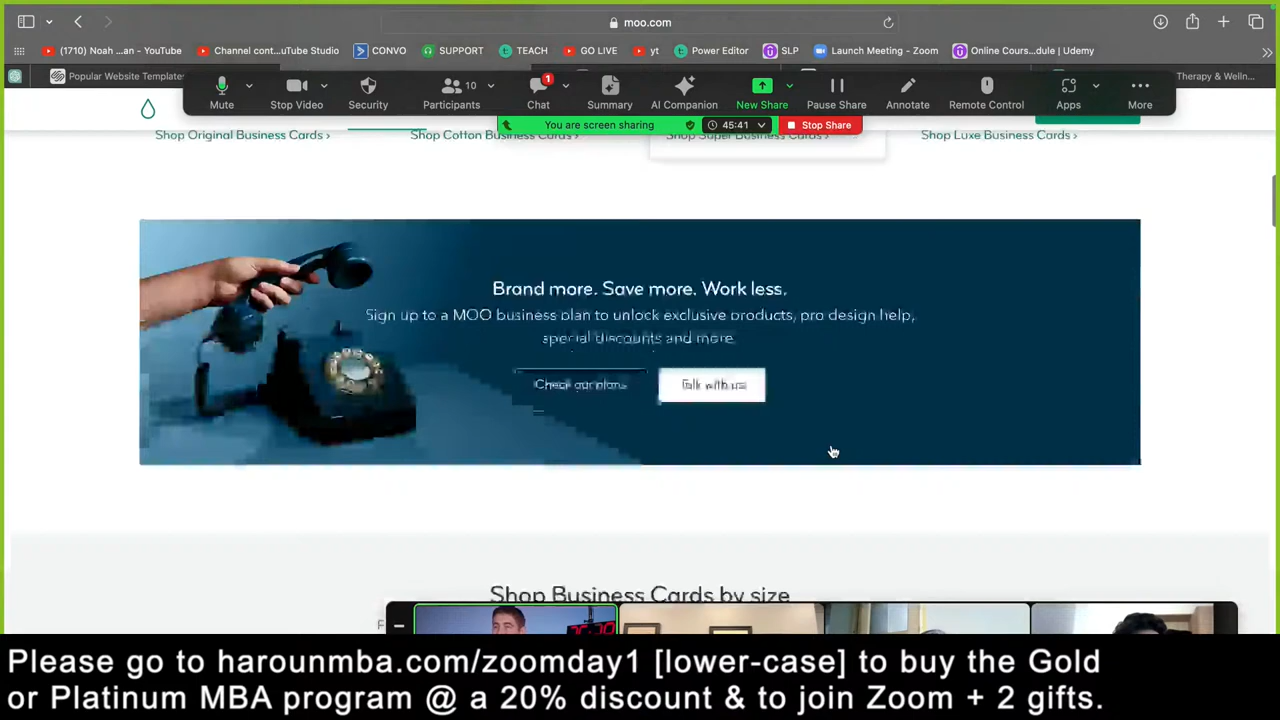 moo.com
(1710) Noah ...an - YouTube
Channel cont...uTube Studio
CONVO
SUPPORT
TEACH
GO LIVE
yt
Power Editor
SLP
Launch Meeting - Zoom
Online Cours...dule | Udemy
Popular Website Templates
Therapy & Welln...
Mute
Stop Video
Security
10
Participants
1
Chat
Summary
AI Companion
New Share
Pause Share
Annotate
Remote Control
Apps
More
You are screen sharing
45:41
Stop Share
Shop Original Business Cards ›
Shop Cotton Business Cards ›
Shop Super Business Cards ›
Shop Luxe Business Cards ›
Brand more. Save more. Work less.
Sign up to a MOO business plan to unlock exclusive products, pro design help,
special discounts and more
Talk with us
Shop Business Cards by size
Please go to harounmba.com/zoomday1 [lower-case] to buy the Gold
or Platinum MBA program @ a 20% discount & to join Zoom + 2 gifts.